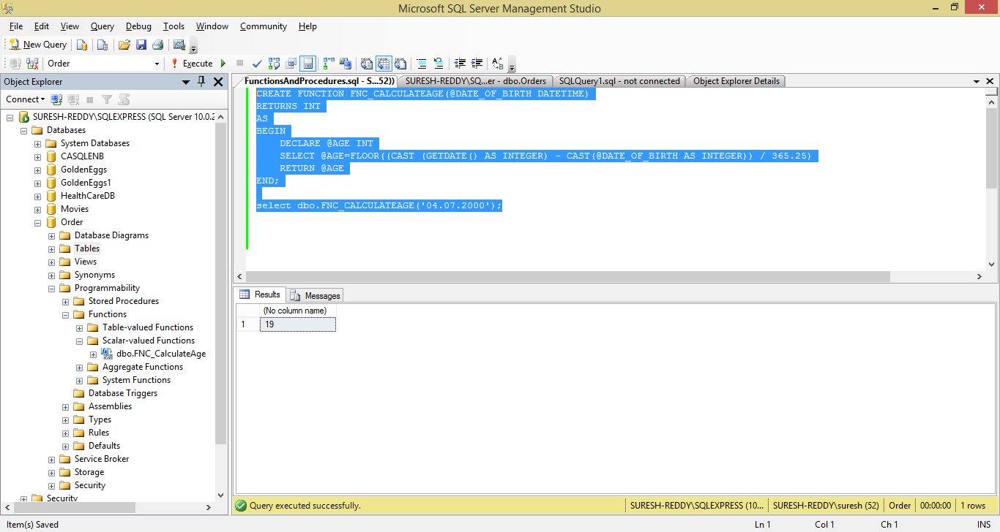 Microsoft SQL Server Management Studio
File Edit View Query Debug Tools Window Community Help
New Query
Order Execute
Object Explorer
Connect
SURESH-REDDY\SQLEXPRESS (SQL Server 10.0.2
Databases
System Databases
CASQLENB
GoldenEggs
GoldenEggs1
HealthCareDB
Movies
Order
Database Diagrams
Tables
Views
Synonyms
Programmability
Stored Procedures
Functions
Table-valued Functions
Scalar-valued Functions
dbo.FNC_CalculateAge
Aggregate Functions
System Functions
Database Triggers
Assemblies
Types
Rules
Defaults
Service Broker
Storage
Security
Security
FunctionsAndProcedures.sql - S...52)) SURESH-REDDY\SQ...er - dbo.Orders SQLQuery1.sql - not connected Object Explorer Details
CREATE FUNCTION FNC_CALCULATEAGE(@DATE_OF_BIRTH DATETIME)
RETURNS INT
AS
BEGIN
DECLARE @AGE INT
SELECT @AGE=FLOOR((CAST (GETDATE() AS INTEGER) - CAST(@DATE_OF_BIRTH AS INTEGER)) / 365.25)
RETURN @AGE
END;
select dbo.FNC_CALCULATEAGE('04.07.2000');
Results Messages
(No column name)
1 19
Query executed successfully. SURESH-REDDY\SQLEXPRESS (10... SURESH-REDDY\suresh (52) Order 00:00:00 1 rows
Item(s) Saved Ln 1 Col 1 Ch 1 INS